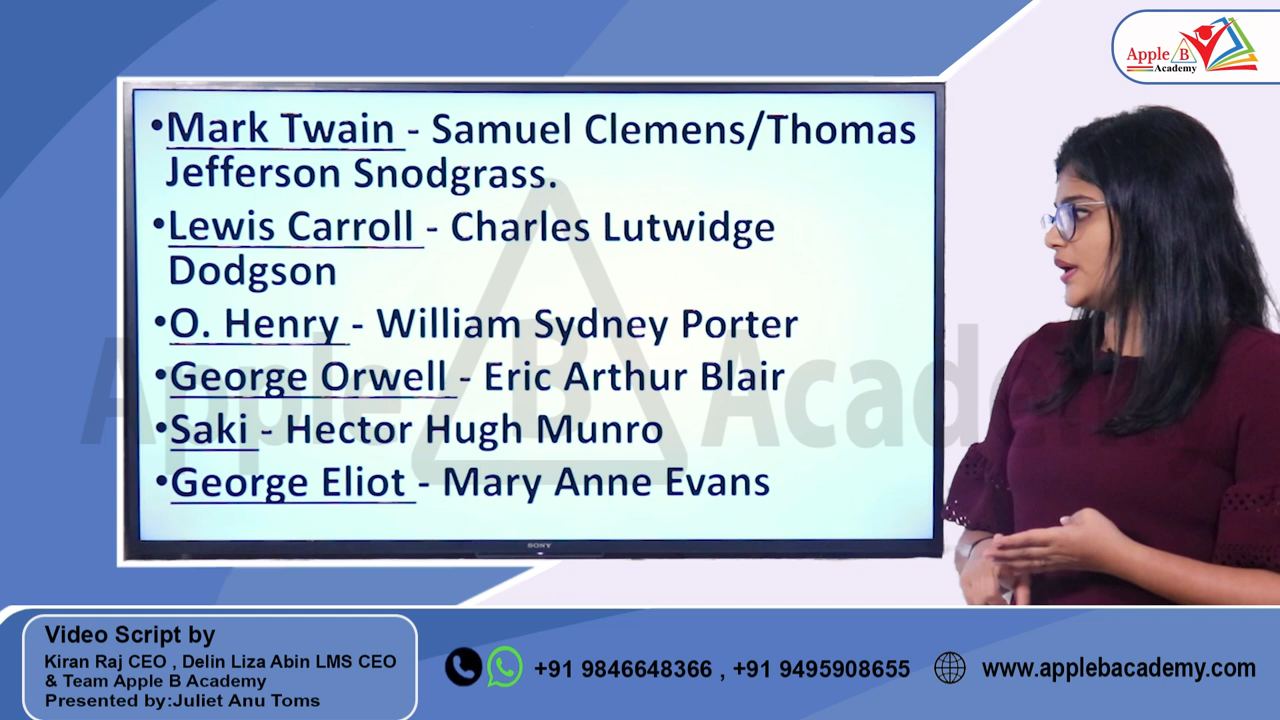 Apple B
Academy
•Mark Twain - Samuel Clemens/Thomas
Jefferson Snodgrass.
•Lewis Carroll - Charles Lutwidge
Dodgson
•O. Henry - William Sydney Porter
•George Orwell - Eric Arthur Blair
•Saki - Hector Hugh Munro
•George Eliot - Mary Anne Evans
Apple B Academy
SONY
Video Script by
Kiran Raj CEO , Delin Liza Abin LMS CEO
& Team Apple B Academy
Presented by:Juliet Anu Toms
+91 9846648366 , +91 9495908655
www.applebacademy.com